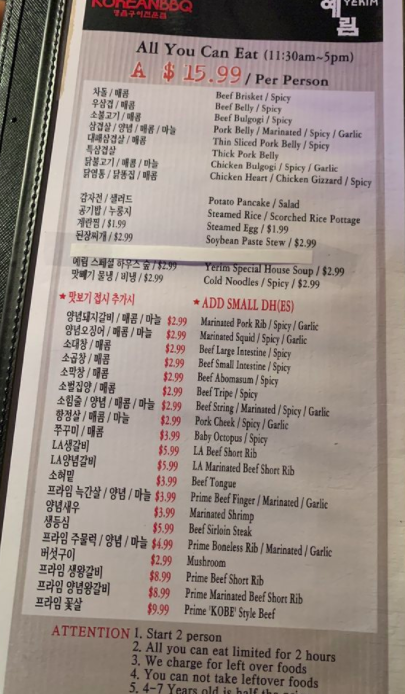 KOREANBBQ
명품구이전문점
예림
YERIM
All You Can Eat (11:30am~5pm)
A $15.99 / Per Person
차돌 / 매콤 Beef Brisket / Spicy
우삼겹 / 매콤 Beef Belly / Spicy
소불고기 / 매콤 Beef Bulgogi / Spicy
삼겹살 / 양념 / 매콤 / 마늘 Pork Belly / Marinated / Spicy / Garlic
대패삼겹살 / 매콤 Thin Sliced Pork Belly / Spicy
특삼겹살 Thick Pork Belly
닭불고기 / 매콤 / 마늘 Chicken Bulgogi / Spicy / Garlic
닭염통 / 닭똥집 / 매콤 Chicken Heart / Chicken Gizzard / Spicy
감자전 / 샐러드 Potato Pancake / Salad
공기밥 / 누룽지 Steamed Rice / Scorched Rice Pottage
계란찜 / $1.99 Steamed Egg / $1.99
된장찌개 / $2.99 Soybean Paste Stew / $2.99
예림 스페셜 하우스 숲 / $2.99 Yerim Special House Soup / $2.99
맛빼기 물냉 / 비냉 / $2.99 Cold Noodles / Spicy / $2.99
★ 맛보기 접시 추가시 ★ ADD SMALL DH(ES)
양념돼지갈비 / 매콤 / 마늘 $2.99 Marinated Pork Rib / Spicy / Garlic
양념오징어 / 매콤 / 마늘 $2.99 Marinated Squid / Spicy / Garlic
소대창 / 매콤 $2.99 Beef Large Intestine / Spicy
소곱창 / 매콤 $2.99 Beef Small Intestine / Spicy
소막창 / 매콤 $2.99 Beef Abomasum / Spicy
소벌집양 / 매콤 $2.99 Beef Tripe / Spicy
소힘줄 / 양념 / 매콤 / 마늘 $2.99 Beef String / Marinated / Spicy / Garlic
항정살 / 매콤 / 마늘 $2.99 Pork Cheek / Spicy / Garlic
쭈꾸미 / 매콤 $3.99 Baby Octopus / Spicy
LA생갈비 $5.99 LA Beef Short Rib
LA양념갈비 $5.99 LA Marinated Beef Short Rib
소혀밑 $3.99 Beef Tongue
프라임 늑간살 / 양념 / 마늘 $3.99 Prime Beef Finger / Marinated / Garlic
양념새우 $3.99 Marinated Shrimp
생등심 $5.99 Beef Sirloin Steak
프라임 주물럭 / 양념 / 마늘 $4.99 Prime Boneless Rib / Marinated / Garlic
버섯구이 $2.99 Mushroom
프라임 생왕갈비 $8.99 Prime Beef Short Rib
프라임 양념왕갈비 $8.99 Prime Marinated Beef Short Rib
프라임 꽃살 $9.99 Prime 'KOBE' Style Beef
ATTENTION 1. Start 2 person
2. All you can eat limited for 2 hours
3. We charge for left over foods
4. You can not take leftover foods
5. 4~7 Years old is half the